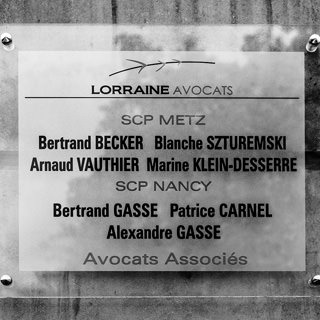 LORRAINE AVOCATS
SCP METZ
Bertrand BECKER Blanche SZTUREMSKI
Arnaud VAUTHIER Marine KLEIN-DESSERRE
SCP NANCY
Bertrand GASSE Patrice CARNEL
Alexandre GASSE
Avocats Associés